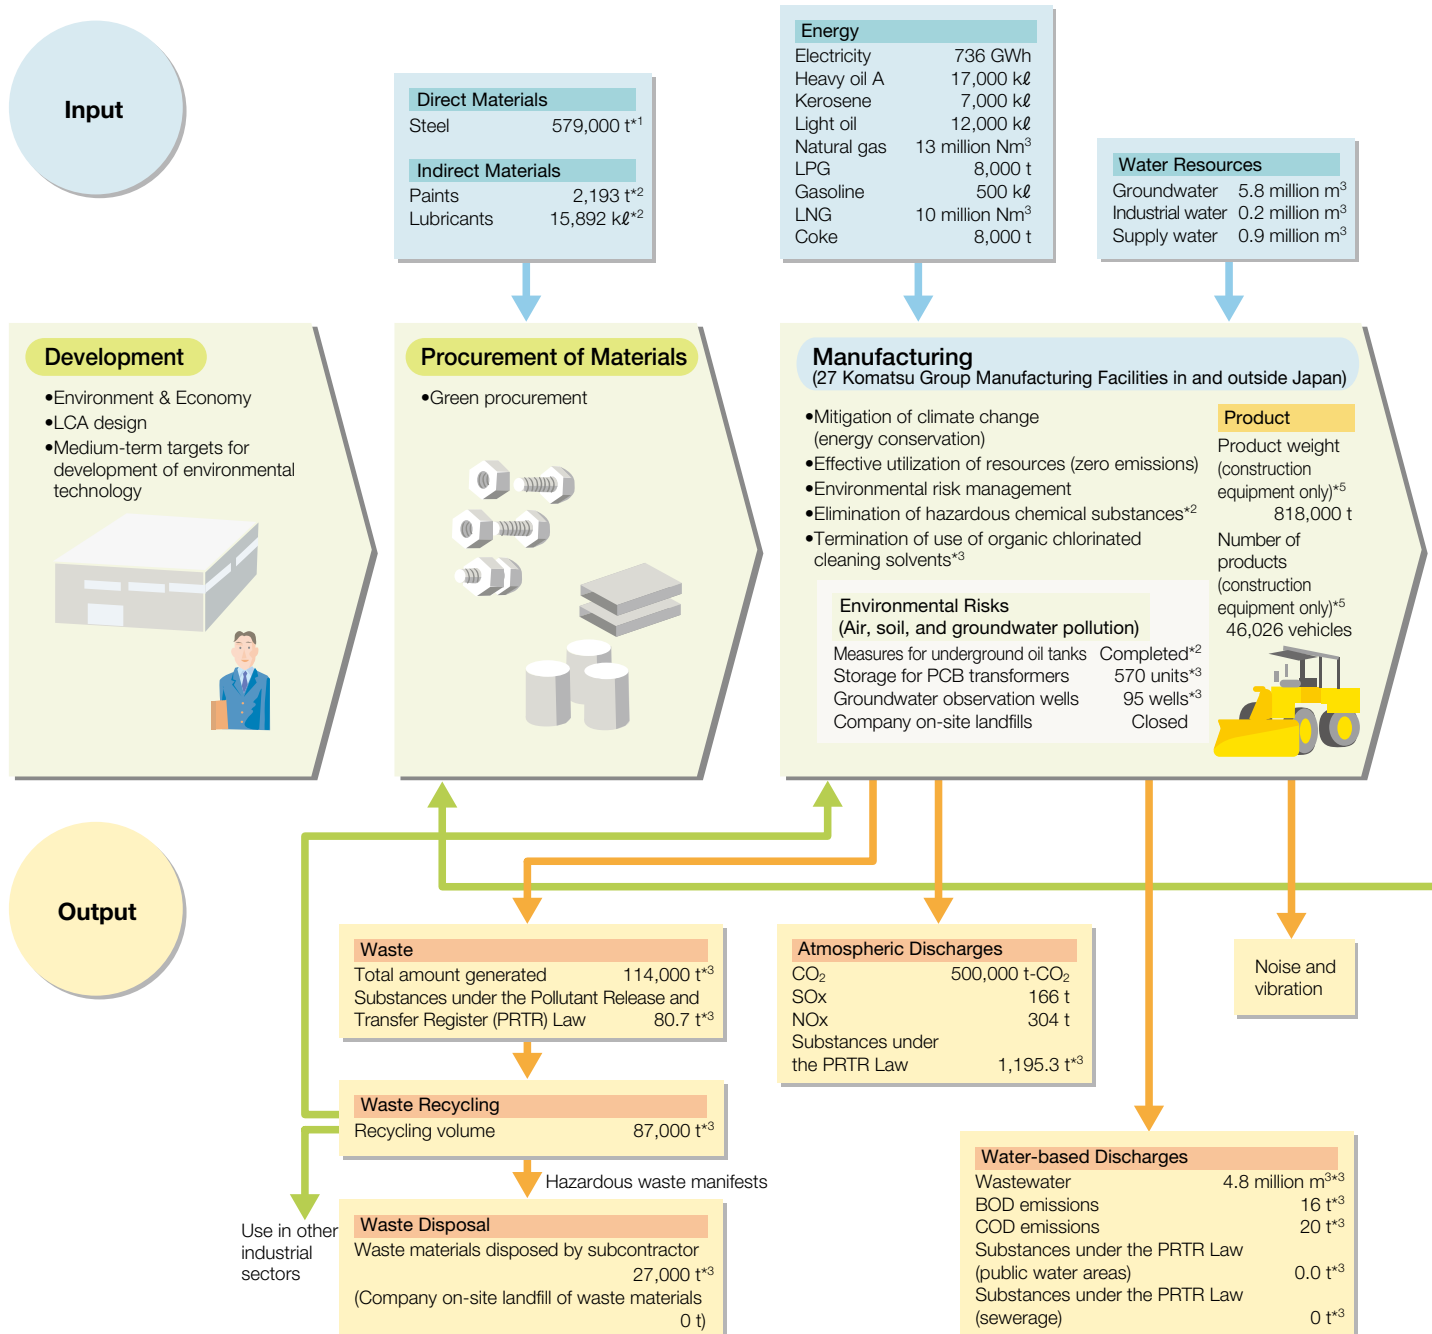 Input
Direct Materials
Steel 579,000 t*1
Indirect Materials
Paints 2,193 t*2
Lubricants 15,892 kℓ*2
Energy
Electricity 736 GWh
Heavy oil A 17,000 kℓ
Kerosene 7,000 kℓ
Light oil 12,000 kℓ
Natural gas 13 million Nm3
LPG 8,000 t
Gasoline 500 kℓ
LNG 10 million Nm3
Coke 8,000 t
Water Resources
Groundwater 5.8 million m3
Industrial water 0.2 million m3
Supply water 0.9 million m3
Development
•Environment & Economy
•LCA design
•Medium-term targets for
development of environmental
technology
Procurement of Materials
•Green procurement
Manufacturing
(27 Komatsu Group Manufacturing Facilities in and outside Japan)
•Mitigation of climate change
(energy conservation)
•Effective utilization of resources (zero emissions)
•Environmental risk management
•Elimination of hazardous chemical substances*2
•Termination of use of organic chlorinated
cleaning solvents*3
Product
Product weight
(construction
equipment only)*5
818,000 t
Number of
products
(construction
equipment only)*5
46,026 vehicles
Environmental Risks
(Air, soil, and groundwater pollution)
Measures for underground oil tanks Completed*2
Storage for PCB transformers 570 units*3
Groundwater observation wells 95 wells*3
Company on-site landfills Closed
Output
Waste
Total amount generated 114,000 t*3
Substances under the Pollutant Release and
Transfer Register (PRTR) Law 80.7 t*3
Waste Recycling
Recycling volume 87,000 t*3
Hazardous waste manifests
Use in other
industrial
sectors
Waste Disposal
Waste materials disposed by subcontractor
27,000 t*3
(Company on-site landfill of waste materials
0 t)
Atmospheric Discharges
CO2 500,000 t-CO2
SOx 166 t
NOx 304 t
Substances under
the PRTR Law 1,195.3 t*3
Noise and
vibration
Water-based Discharges
Wastewater 4.8 million m3*3
BOD emissions 16 t*3
COD emissions 20 t*3
Substances under the PRTR Law
(public water areas) 0.0 t*3
Substances under the PRTR Law
(sewerage) 0 t*3